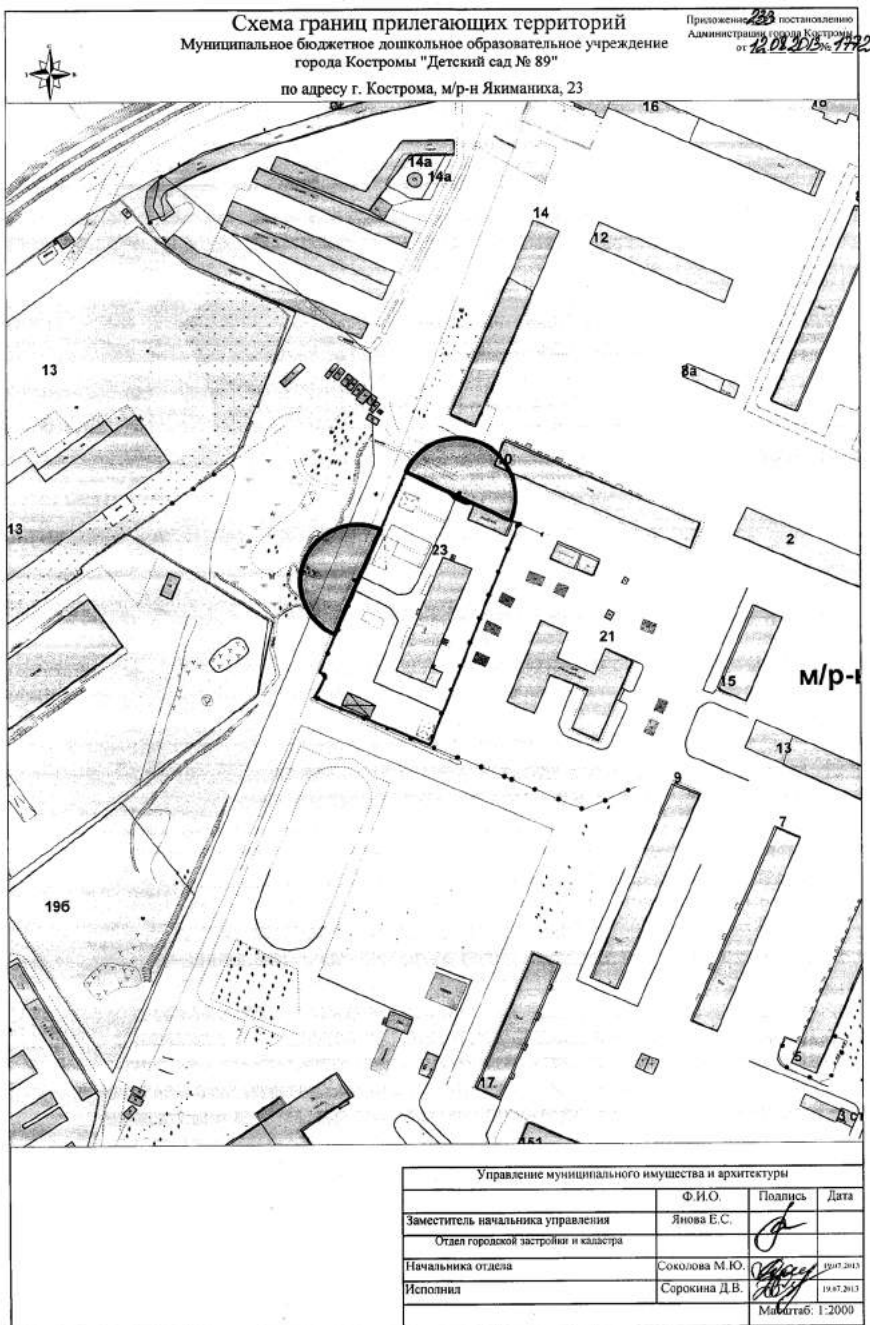 Схема границ прилегающих территорий
Муниципальное бюджетное дошкольное образовательное учреждение
города Костромы "Детский сад № 89"
по адресу г. Кострома, м/р-н Якиманиха, 23
Приложение постановлению
Администрации города Костромы
от 12.08.2013 № 1772
16
14а
14а
14
12
13
8а
13
2
23
21
15
м/р-н
13
9
7
19б
17
5
151
Управление муниципального имущества и архитектуры
Ф.И.О. Подпись Дата
Заместитель начальника управления Янова Е.С.
Отдел городской застройки и кадастра
Начальника отдела Соколова М.Ю. 19.07.2013
Исполнил Сорокина Д.В. 19.07.2013
Масштаб: 1:2000